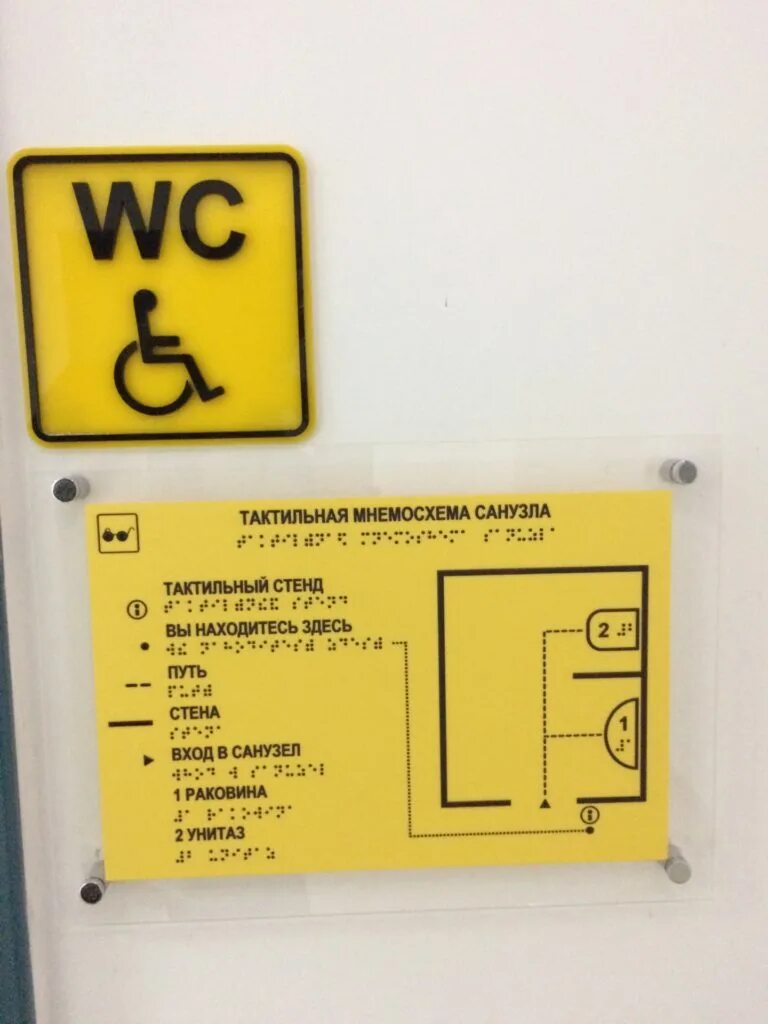 WC
ТАКТИЛЬНАЯ МНЕМОСХЕМА САНУЗЛА
ТАКТИЛЬНЫЙ СТЕНД
ВЫ НАХОДИТЕСЬ ЗДЕСЬ
ПУТЬ
СТЕНА
ВХОД В САНУЗЕЛ
1 РАКОВИНА
2 УНИТАЗ
2
1